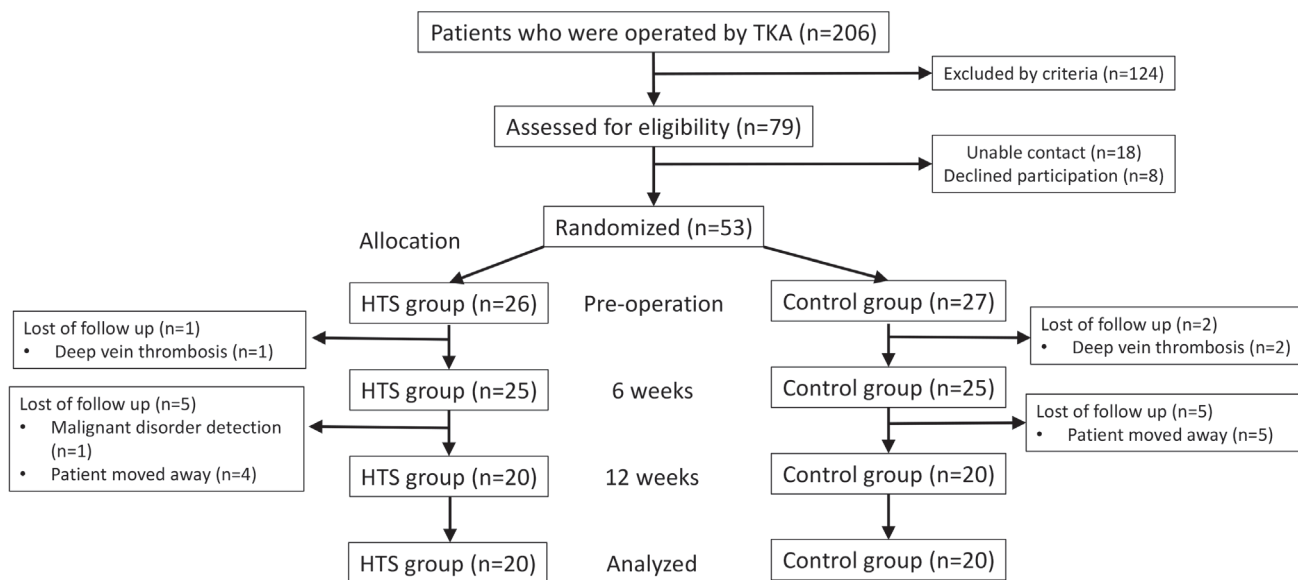 Patients who were operated by TKA (n=206)
Excluded by criteria (n=124)
Assessed for eligibility (n=79)
Unable contact (n=18)
Declined participation (n=8)
Randomized (n=53)
Allocation
HTS group (n=26)
Pre-operation
Control group (n=27)
Lost of follow up (n=1)
• Deep vein thrombosis (n=1)
Lost of follow up (n=2)
• Deep vein thrombosis (n=2)
HTS group (n=25)
6 weeks
Control group (n=25)
Lost of follow up (n=5)
• Malignant disorder detection
(n=1)
• Patient moved away (n=4)
Lost of follow up (n=5)
• Patient moved away (n=5)
HTS group (n=20)
12 weeks
Control group (n=20)
HTS group (n=20)
Analyzed
Control group (n=20)